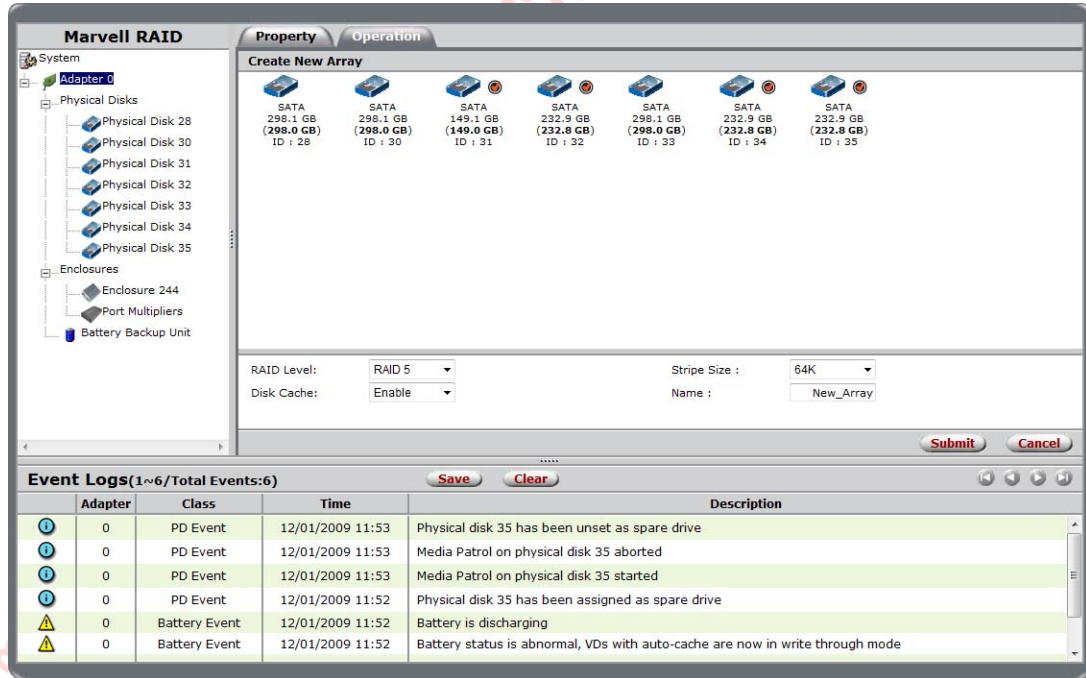 Marvell RAID
System
Adapter 0
Physical Disks
Physical Disk 28
Physical Disk 30
Physical Disk 31
Physical Disk 32
Physical Disk 33
Physical Disk 34
Physical Disk 35
Enclosures
Enclosure 244
Port Multipliers
Battery Backup Unit
Property Operation
Create New Array
SATA SATA SATA SATA SATA SATA SATA
298.1 GB 298.1 GB 149.1 GB 232.9 GB 298.1 GB 232.9 GB 232.9 GB
(298.0 GB) (298.0 GB) (149.0 GB) (232.8 GB) (298.0 GB) (232.8 GB) (232.8 GB)
ID : 28 ID : 30 ID : 31 ID : 32 ID : 33 ID : 34 ID : 35
RAID Level: RAID 5 Stripe Size : 64K
Disk Cache: Enable Name : New_Array
Submit Cancel
Event Logs(1~6/Total Events:6) Save Clear
Adapter Class Time Description
0 PD Event 12/01/2009 11:53 Physical disk 35 has been unset as spare drive
0 PD Event 12/01/2009 11:53 Media Patrol on physical disk 35 aborted
0 PD Event 12/01/2009 11:53 Media Patrol on physical disk 35 started
0 PD Event 12/01/2009 11:52 Physical disk 35 has been assigned as spare drive
0 Battery Event 12/01/2009 11:52 Battery is discharging
0 Battery Event 12/01/2009 11:52 Battery status is abnormal, VDs with auto-cache are now in write through mode